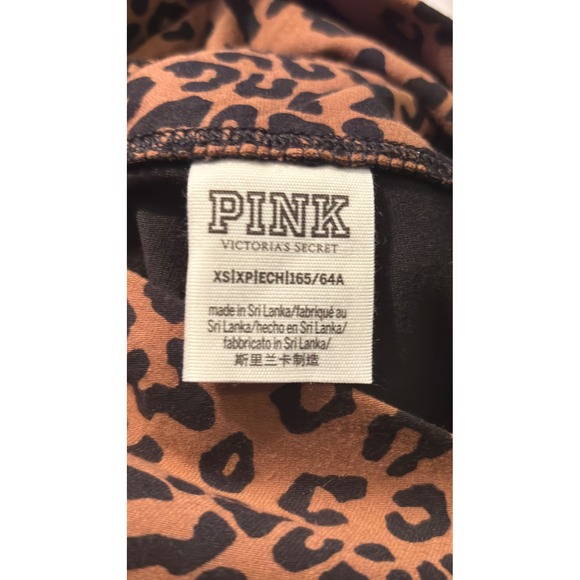 PINK
VICTORIA'S SECRET
XS|XP|ECH|165/64A
made in Sri Lanka/fabriqué au
Sri Lanka/hecho en Sri Lanka/
fabbricato in Sri Lanka/
斯里兰卡制造